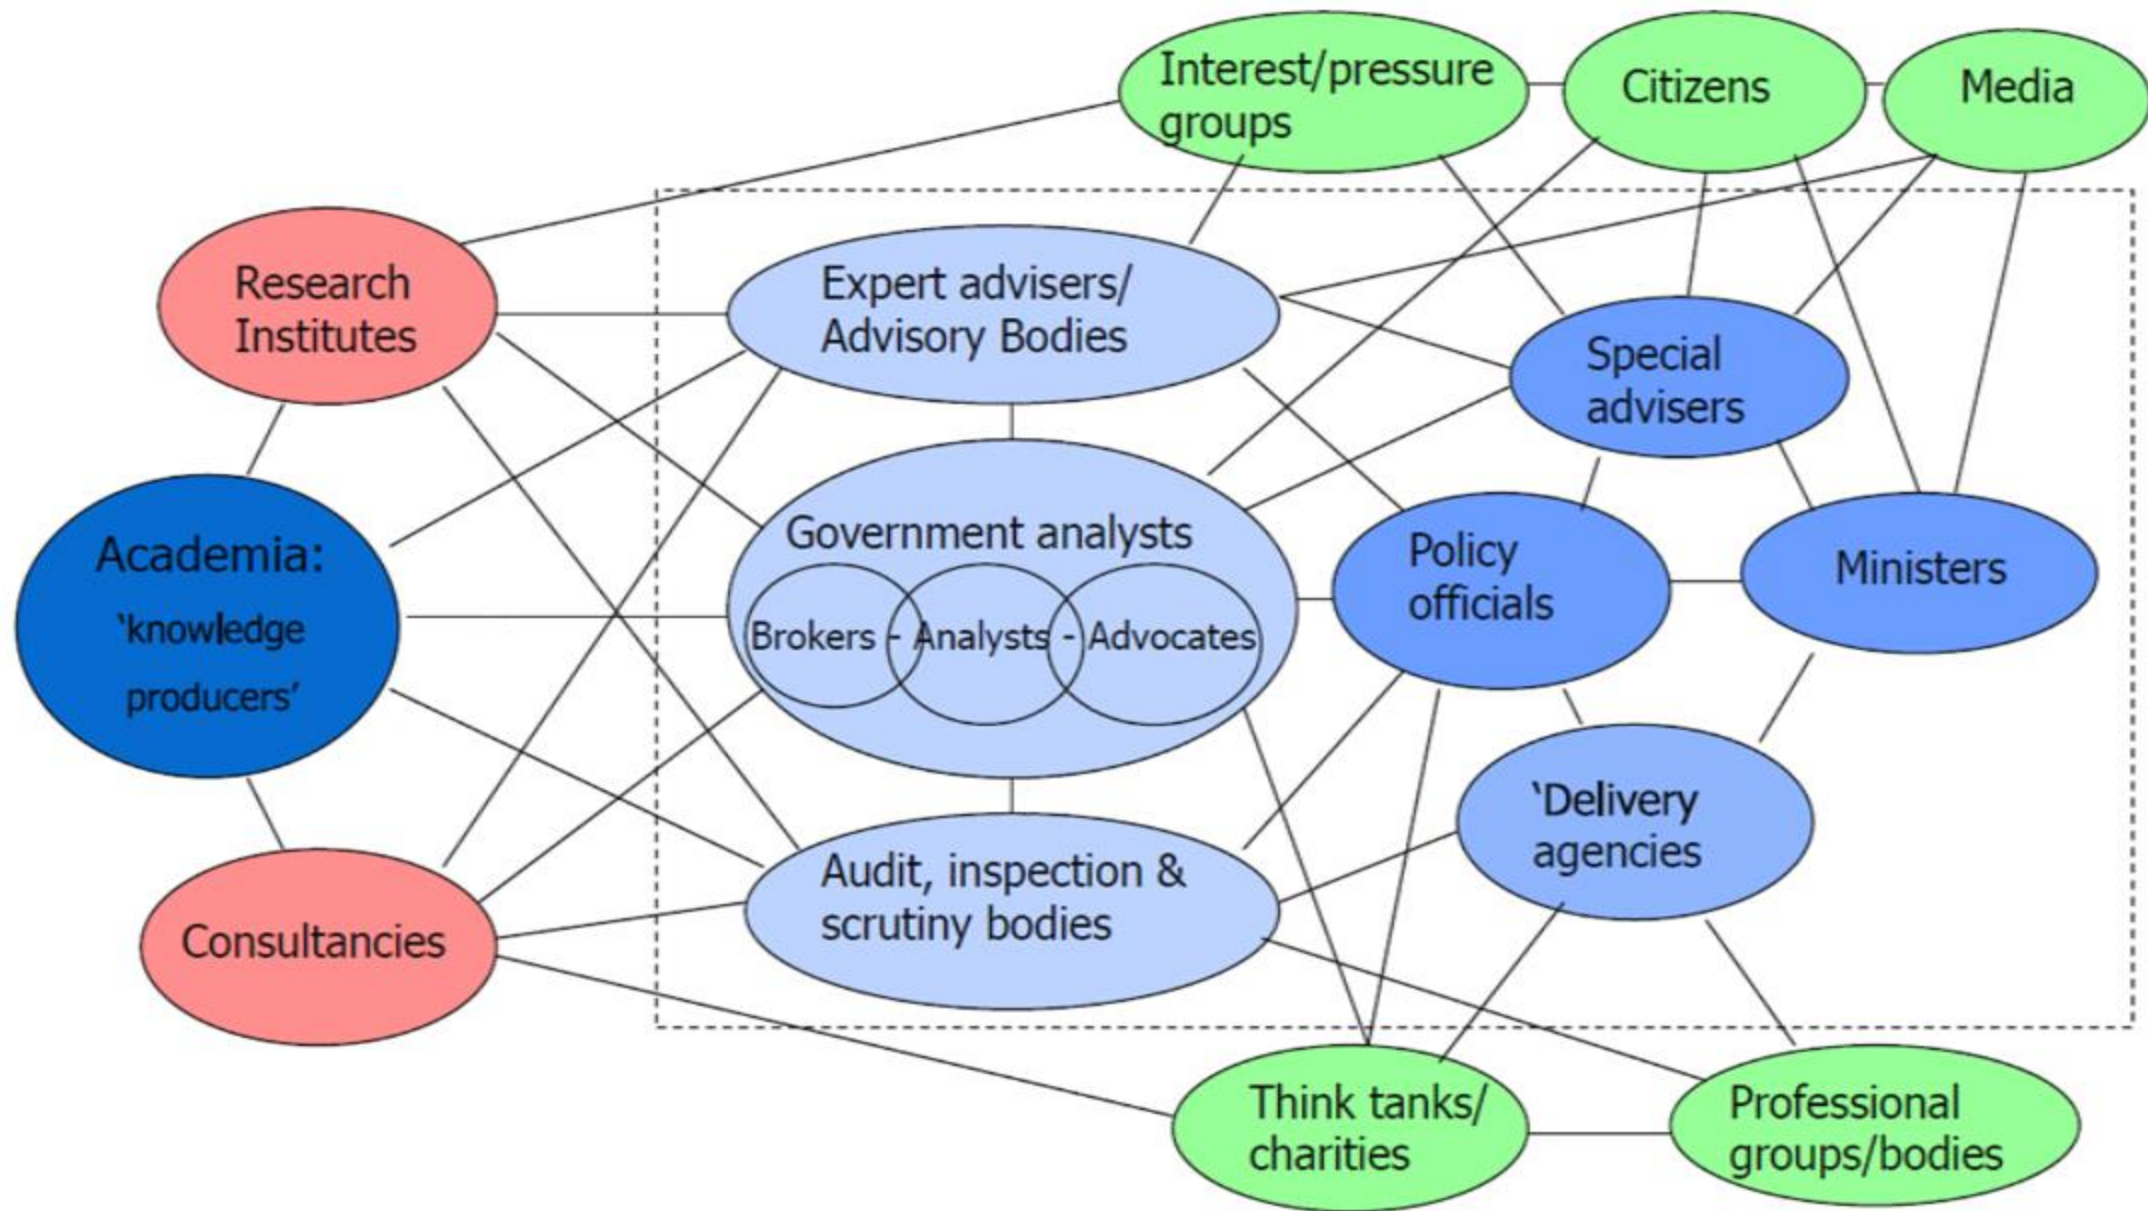 Interest/pressure
groups
Citizens
Media
Research
Institutes
Expert advisers/
Advisory Bodies
Special
advisers
Academia:
‘knowledge
producers’
Government analysts
Brokers - Analysts - Advocates
Policy
officials
Ministers
Consultancies
Audit, inspection &
scrutiny bodies
‘Delivery
agencies
Think tanks/
charities
Professional
groups/bodies